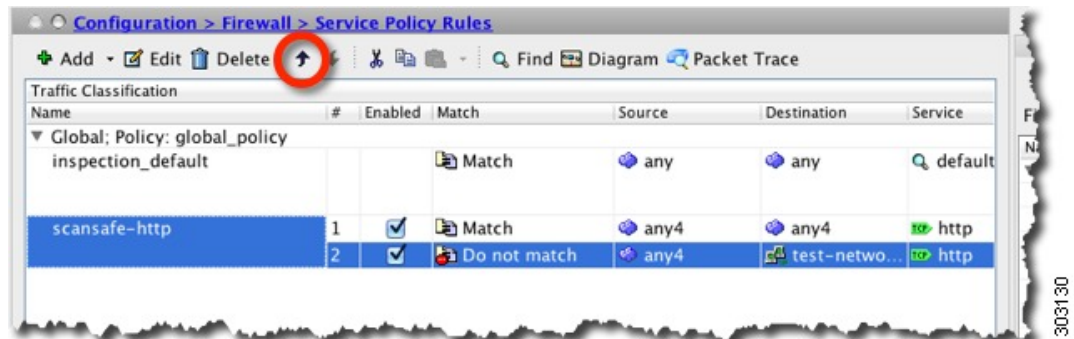 Configuration > Firewall > Service Policy Rules
Add Edit Delete Find Diagram Packet Trace
Traffic Classification
Name # Enabled Match Source Destination Service
Global; Policy: global_policy
inspection_default Match any any default
scansafe-http 1 Match any4 any4 TCP http
2 Do not match any4 test-netwo... TCP http
303130